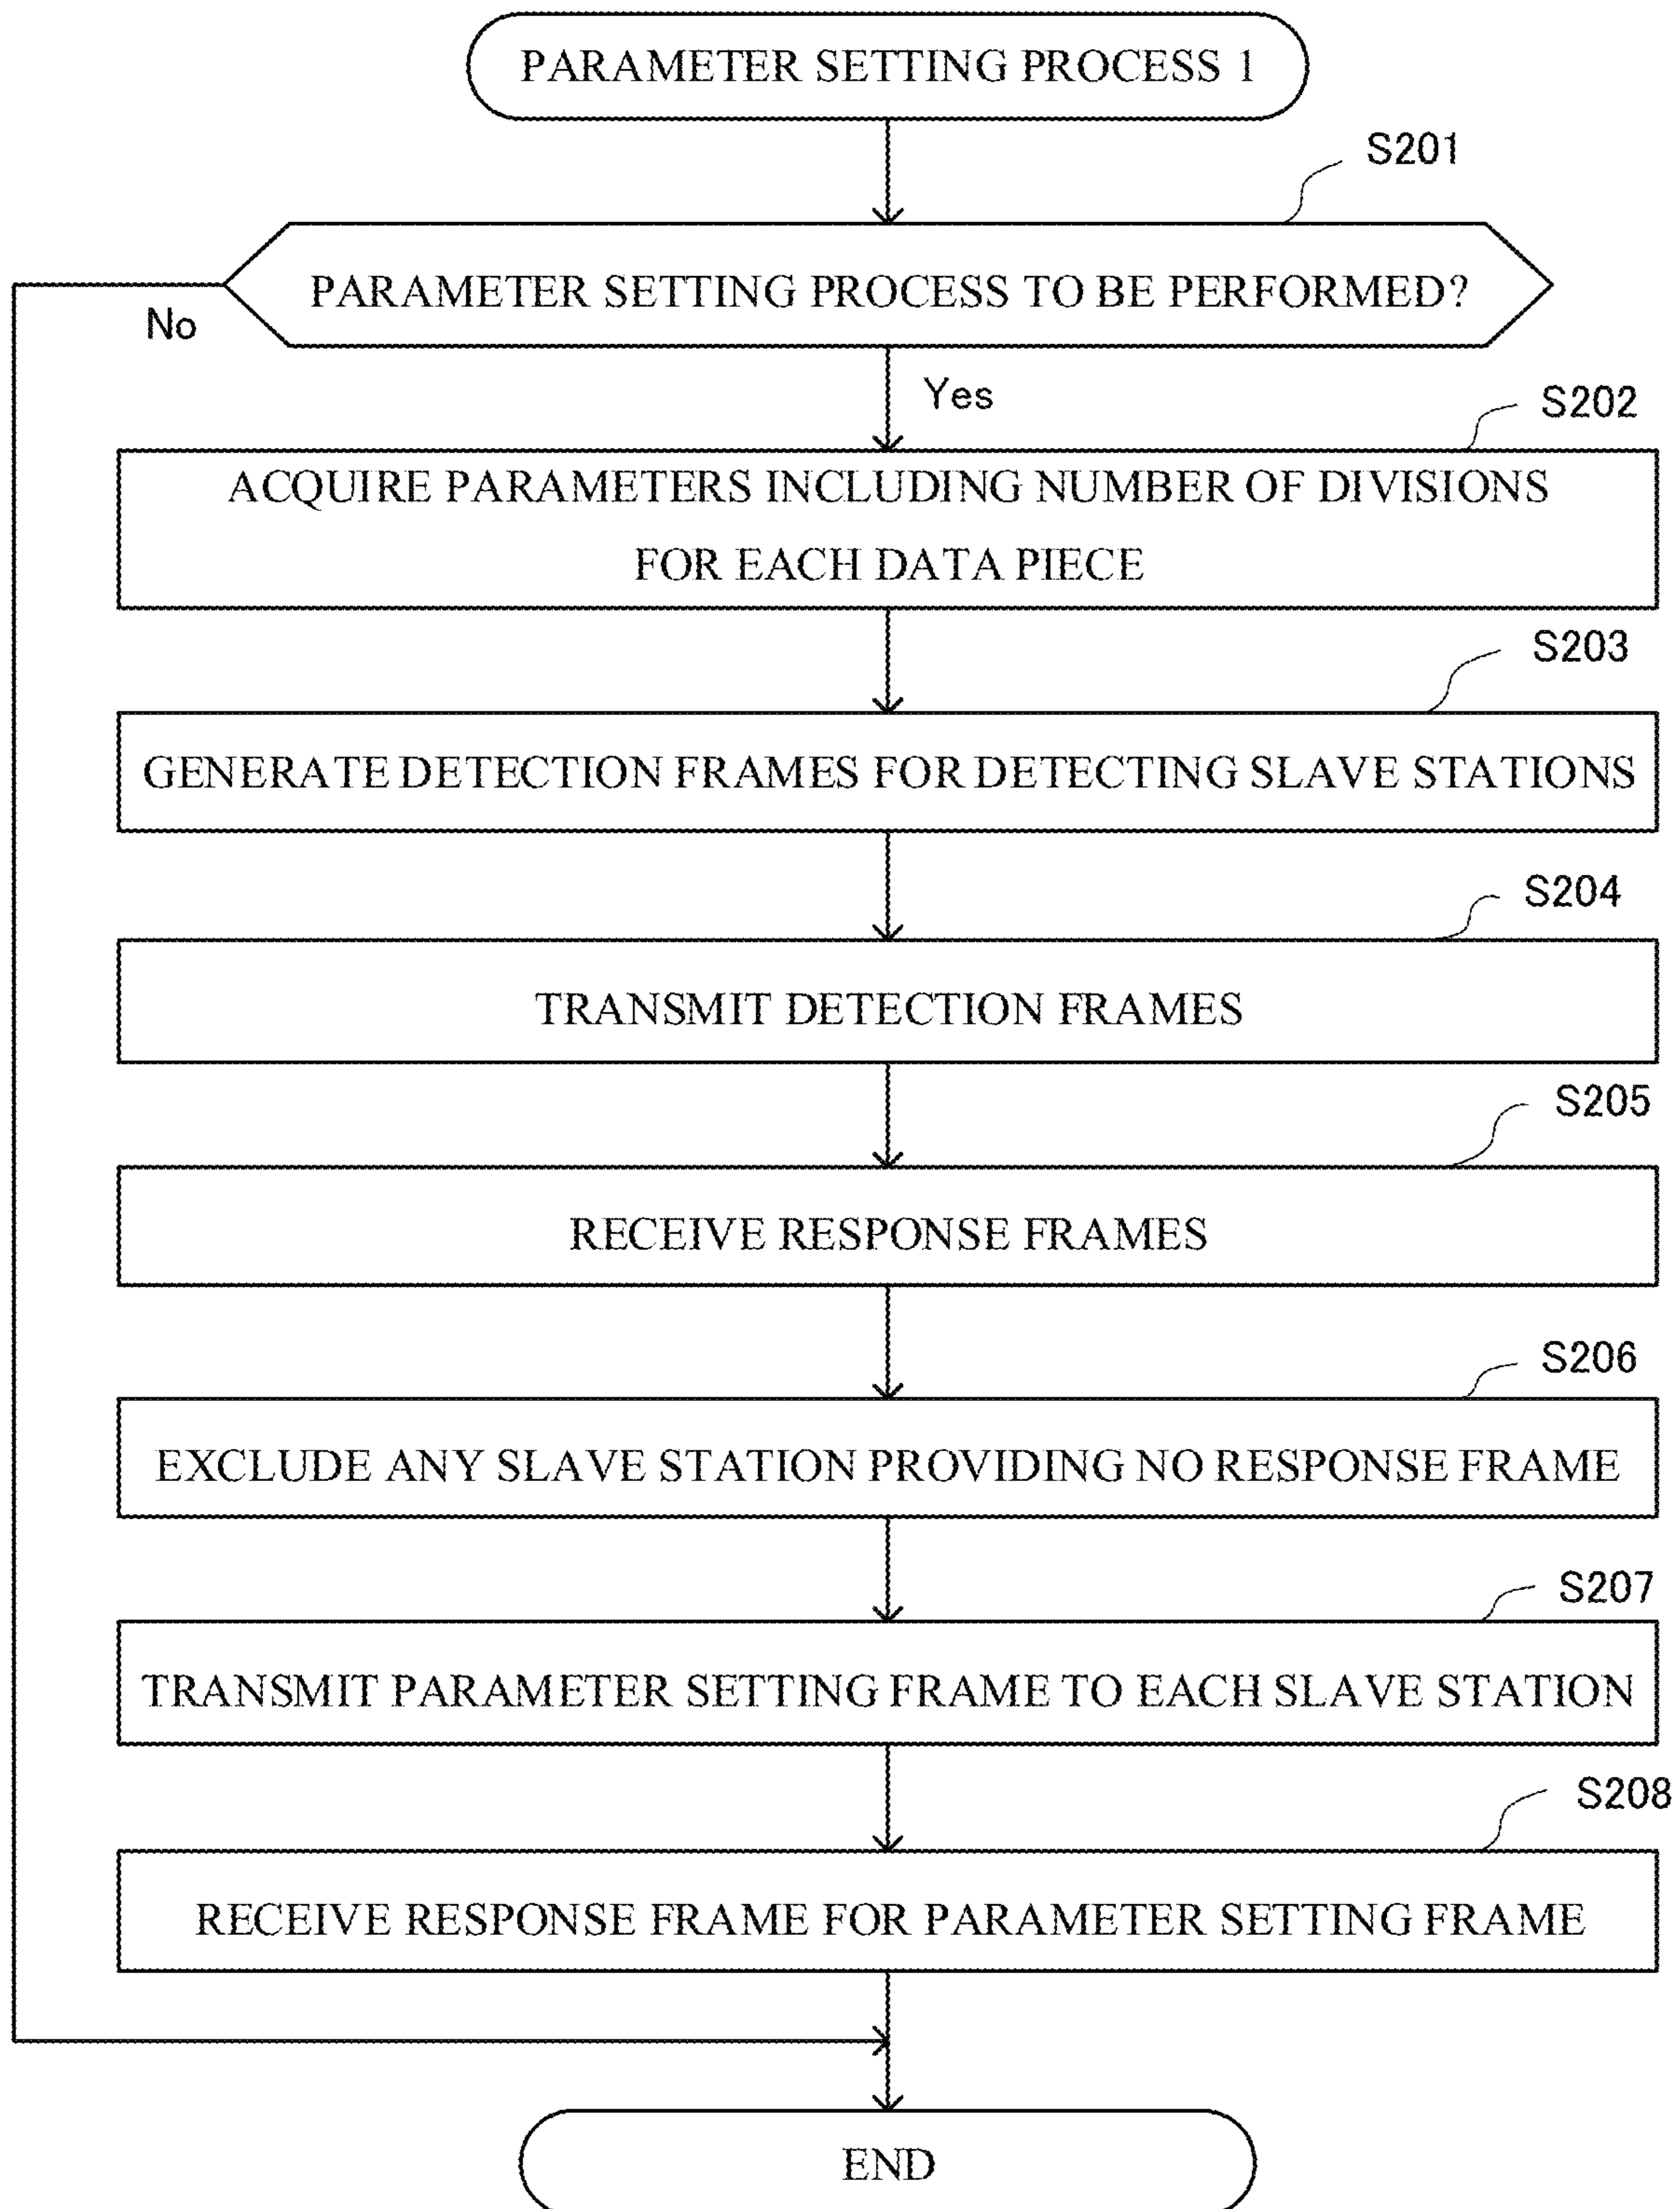 PARAMETER SETTING PROCESS 1
S201
PARAMETER SETTING PROCESS TO BE PERFORMED?
No
Yes
S202
ACQUIRE PARAMETERS INCLUDING NUMBER OF DIVISIONS
FOR EACH DATA PIECE
S203
GENERATE DETECTION FRAMES FOR DETECTING SLAVE STATIONS
S204
TRANSMIT DETECTION FRAMES
S205
RECEIVE RESPONSE FRAMES
S206
EXCLUDE ANY SLAVE STATION PROVIDING NO RESPONSE FRAME
S207
TRANSMIT PARAMETER SETTING FRAME TO EACH SLAVE STATION
S208
RECEIVE RESPONSE FRAME FOR PARAMETER SETTING FRAME
END